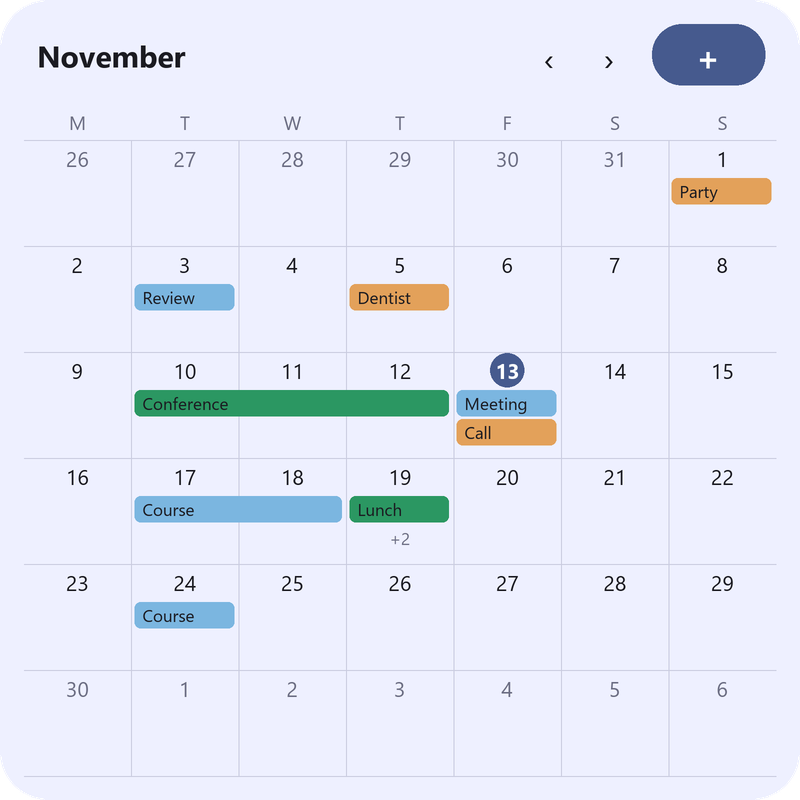 November ‹ › +
M T W T F S S
26 27 28 29 30 31 1
Party
2 3 4 5 6 7 8
Review Dentist
9 10 11 12 13 14 15
Conference Meeting
Call
16 17 18 19 20 21 22
Course Lunch
+2
23 24 25 26 27 28 29
Course
30 1 2 3 4 5 6